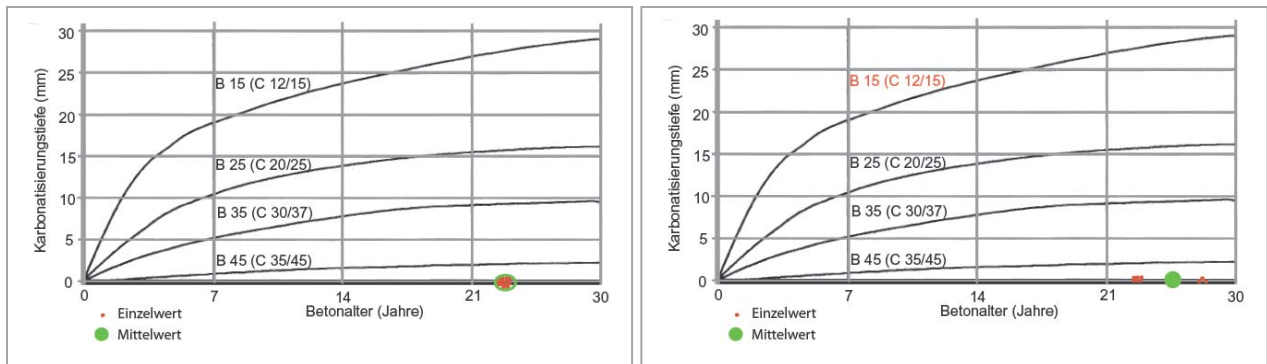 30
25
20
15
10
5
0
Karbonatisierungstiefe (mm)
B 15 (C 12/15)
B 25 (C 20/25)
B 35 (C 30/37)
B 45 (C 35/45)
0 7 14 21 30
Betonalter (Jahre)
Einzelwert
Mittelwert
30
25
20
15
10
5
0
Karbonatisierungstiefe (mm)
B 15 (C 12/15)
B 25 (C 20/25)
B 35 (C 30/37)
B 45 (C 35/45)
0 7 14 21 30
Betonalter (Jahre)
Einzelwert
Mittelwert